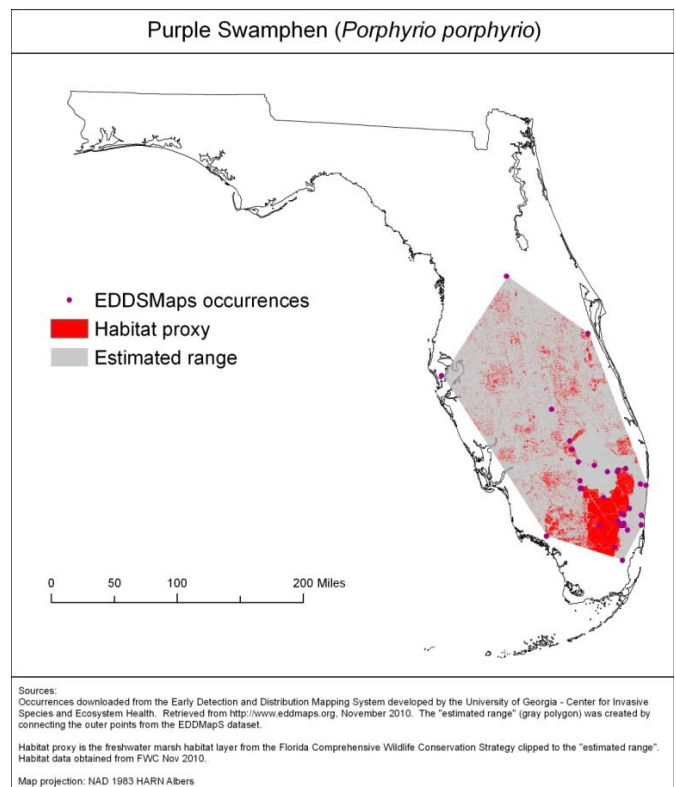 Purple Swamphen (Porphyrio porphyrio)
EDDSMaps occurrences
Habitat proxy
Estimated range
0 50 100 200 Miles
Sources:
Occurrences downloaded from the Early Detection and Distribution Mapping System developed by the University of Georgia - Center for Invasive
Species and Ecosystem Health. Retrieved from http://www.eddmaps.org, November 2010. The "estimated range" (gray polygon) was created by
connecting the outer points from the EDDMapS dataset.
Habitat proxy is the freshwater marsh habitat layer from the Florida Comprehensive Wildlife Conservation Strategy clipped to the "estimated range".
Habitat data obtained from FWC Nov 2010.
Map projection: NAD 1983 HARN Albers